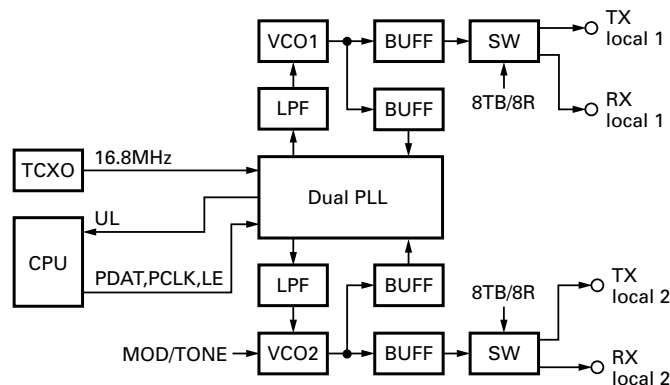 VCO1
BUFF
SW
TX
local 1
LPF
BUFF
8TB/8R
RX
local 1
TCXO
16.8MHz
Dual PLL
UL
CPU
PDAT,PCLK,LE
LPF
BUFF
8TB/8R
TX
local 2
MOD/TONE
VCO2
BUFF
SW
RX
local 2